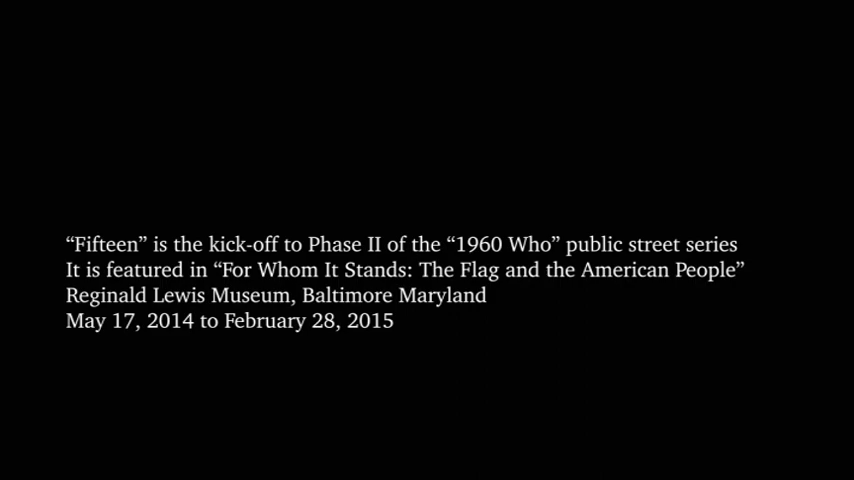 “Fifteen” is the kick-off to Phase II of the “1960 Who” public street series
It is featured in “For Whom It Stands: The Flag and the American People”
Reginald Lewis Museum, Baltimore Maryland
May 17, 2014 to February 28, 2015